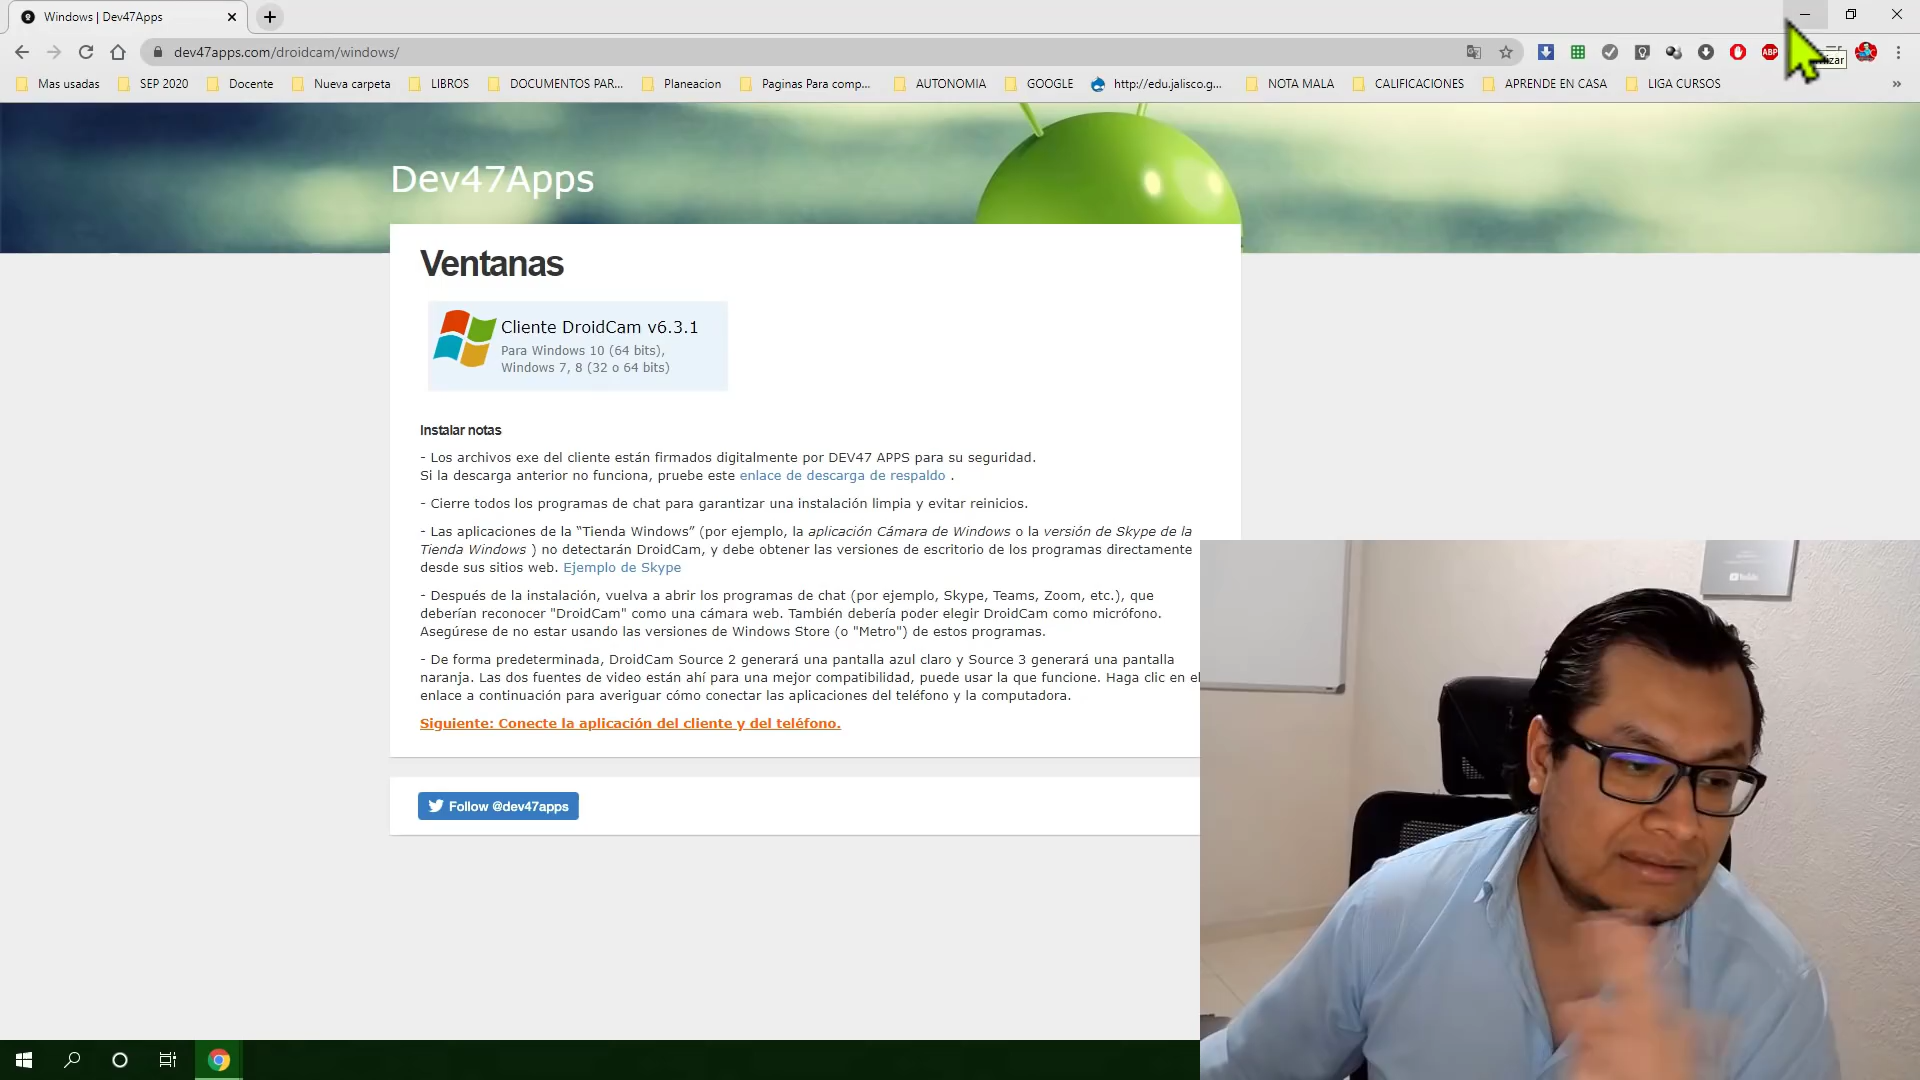 Windows | Dev47Apps
dev47apps.com/droidcam/windows/
ABP
Mas usadas
SEP 2020
Docente
Nueva carpeta
LIBROS
DOCUMENTOS PAR...
Planeacion
Paginas Para comp...
AUTONOMIA
GOOGLE
http://edu.jalisco.g...
NOTA MALA
CALIFICACIONES
APRENDE EN CASA
LIGA CURSOS
»
Dev47Apps
Ventanas
Cliente DroidCam v6.3.1
Para Windows 10 (64 bits),
Windows 7, 8 (32 o 64 bits)
Instalar notas
- Los archivos exe del cliente están firmados digitalmente por DEV47 APPS para su seguridad.
Si la descarga anterior no funciona, pruebe este enlace de descarga de respaldo .
- Cierre todos los programas de chat para garantizar una instalación limpia y evitar reinicios.
- Las aplicaciones de la “Tienda Windows” (por ejemplo, la aplicación Cámara de Windows o la versión de Skype de la
Tienda Windows ) no detectarán DroidCam, y debe obtener las versiones de escritorio de los programas directamente
desde sus sitios web. Ejemplo de Skype
- Después de la instalación, vuelva a abrir los programas de chat (por ejemplo, Skype, Teams, Zoom, etc.), que
deberían reconocer "DroidCam" como una cámara web. También debería poder elegir DroidCam como micrófono.
Asegúrese de no estar usando las versiones de Windows Store (o "Metro") de estos programas.
- De forma predeterminada, DroidCam Source 2 generará una pantalla azul claro y Source 3 generará una pantalla
naranja. Las dos fuentes de video están ahí para una mejor compatibilidad, puede usar la que funcione. Haga clic en el
enlace a continuación para averiguar cómo conectar las aplicaciones del teléfono y la computadora.
Siguiente: Conecte la aplicación del cliente y del teléfono.
Follow @dev47apps
YouTube